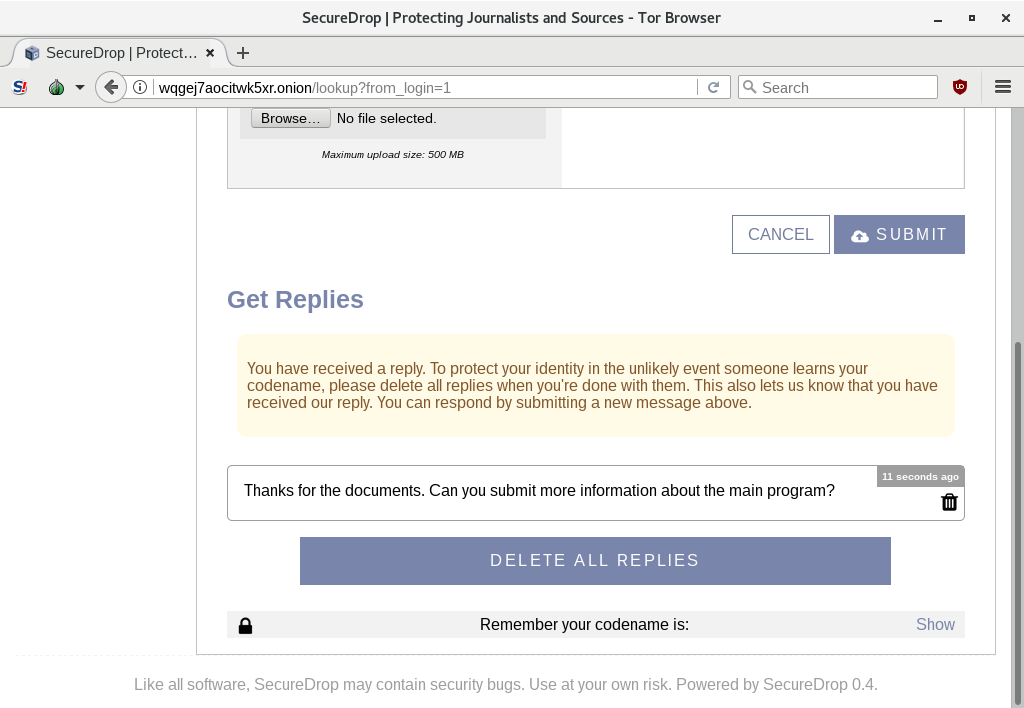 SecureDrop | Protecting Journalists and Sources - Tor Browser
SecureDrop | Protect…
wqgej7aocitwk5xr.onion/lookup?from_login=1
Search
Browse… No file selected.
Maximum upload size: 500 MB
CANCEL SUBMIT
Get Replies
You have received a reply. To protect your identity in the unlikely event someone learns your
codename, please delete all replies when you're done with them. This also lets us know that you have
received our reply. You can respond by submitting a new message above.
11 seconds ago
Thanks for the documents. Can you submit more information about the main program?
DELETE ALL REPLIES
Remember your codename is: Show
Like all software, SecureDrop may contain security bugs. Use at your own risk. Powered by SecureDrop 0.4.